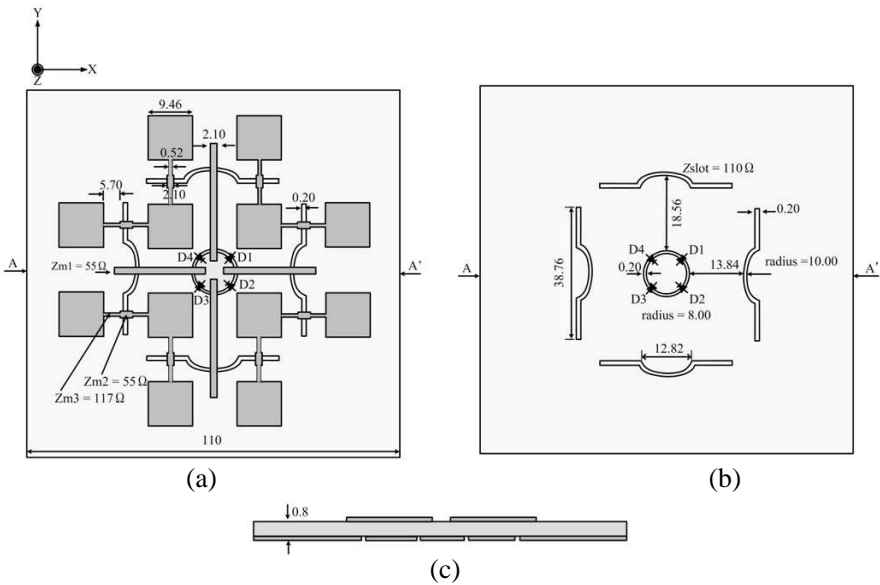 Y
X
Z
9.46
2.10
0.52
5.70
2.10
0.20
D4
D1
A
A'
Zm1 = 55Ω
D3
D2
Zm2 = 55Ω
Zm3 = 117Ω
110
(a)
Zslot = 110Ω
18.56
0.20
38.76
D4
D1
0.20
13.84
radius = 10.00
A
A'
D3
D2
radius = 8.00
12.82
(b)
0.8
(c)